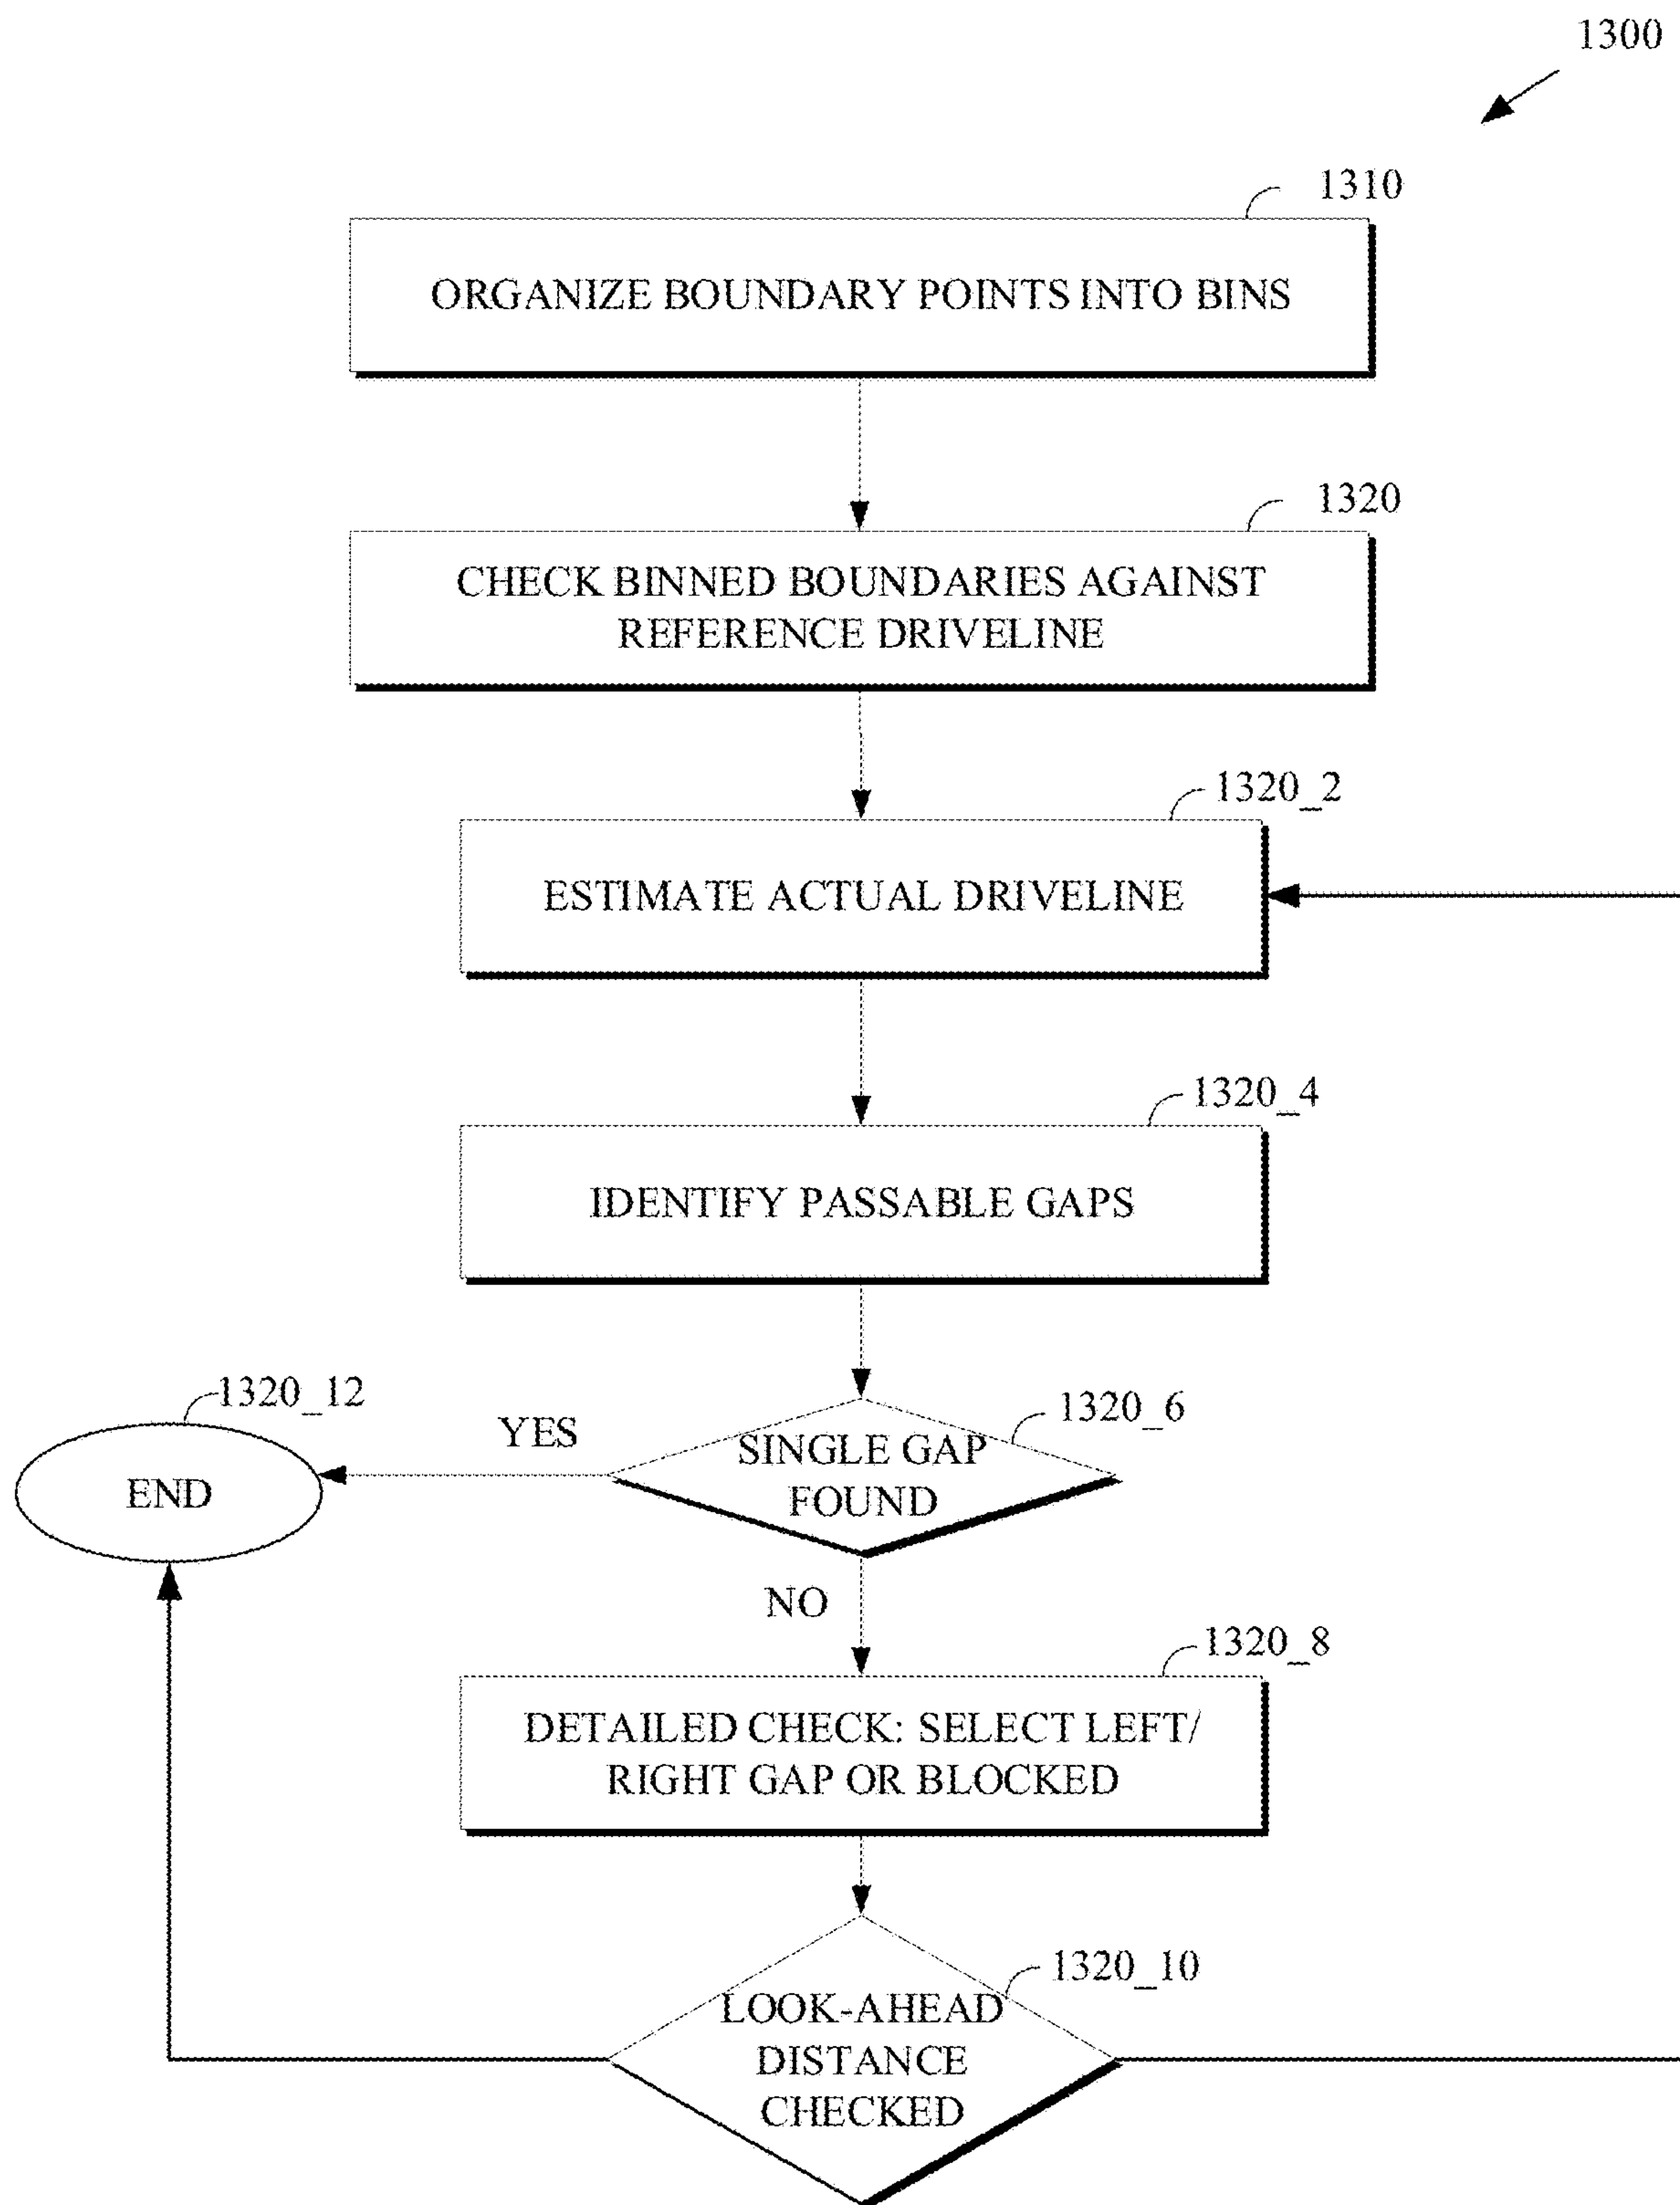 1300
1310
ORGANIZE BOUNDARY POINTS INTO BINS
1320
CHECK BINNED BOUNDARIES AGAINST
REFERENCE DRIVELINE
1320_2
ESTIMATE ACTUAL DRIVELINE
1320_4
IDENTIFY PASSABLE GAPS
1320_12
END
YES
1320_6
SINGLE GAP
FOUND
NO
1320_8
DETAILED CHECK: SELECT LEFT/
RIGHT GAP OR BLOCKED
1320_10
LOOK-AHEAD
DISTANCE
CHECKED